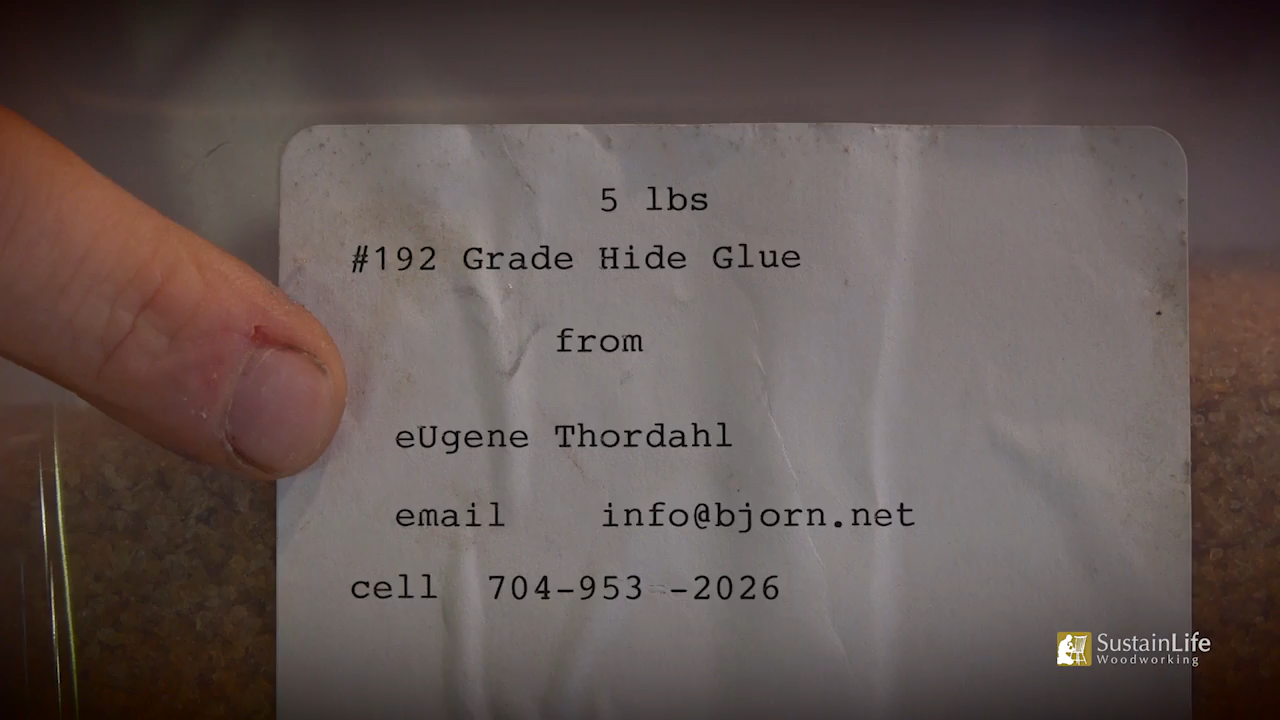 5 lbs
#192 Grade Hide Glue
from
eUgene Thordahl
email info@bjorn.net
cell 704-953 -2026
SustainLife
Woodworking